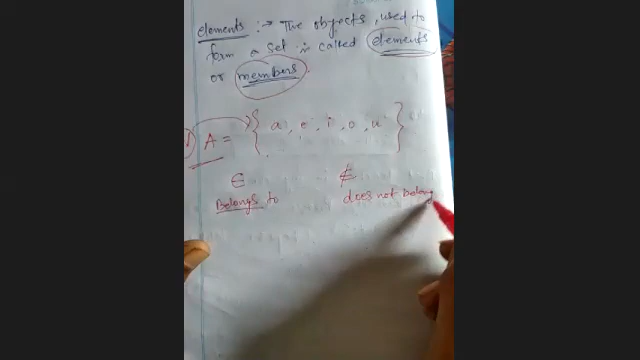 elements :→ The objects, used to
form a set is called elements
or members.
A = { a, e, i, o, u }
∈ ∉
Belongs to does not belong